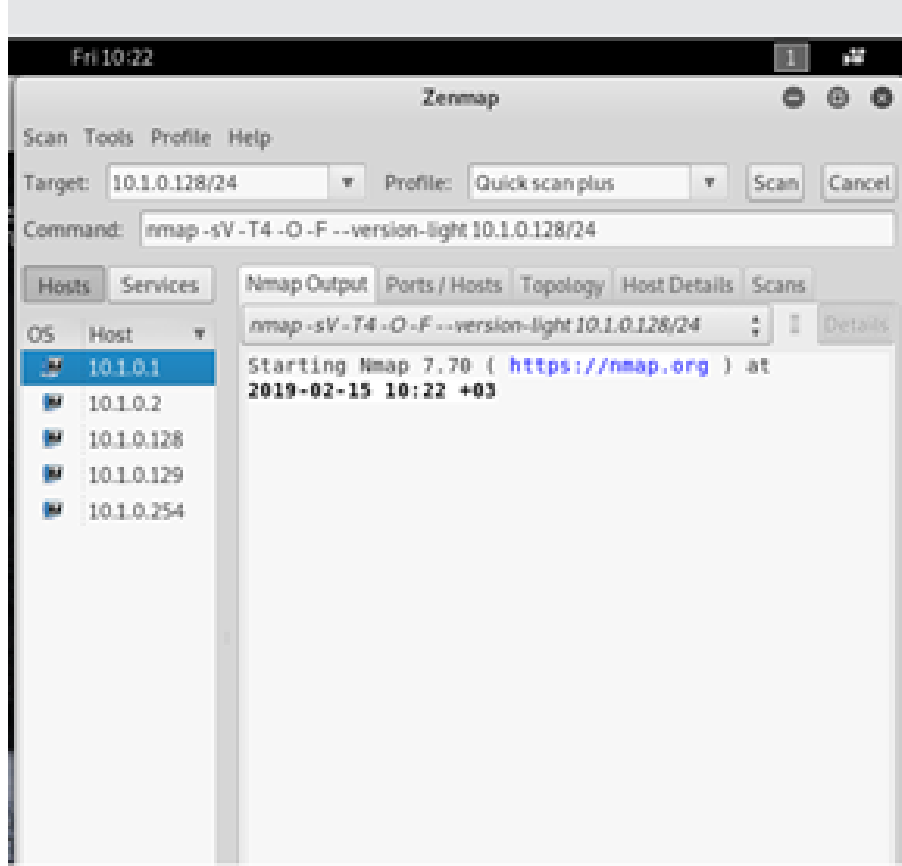 Fri 10:22
1
Zenmap
Scan Tools Profile Help
Target: 10.1.0.128/24 Profile: Quick scan plus Scan Cancel
Command: nmap -sV -T4 -O -F --version-light 10.1.0.128/24
Hosts Services
Nmap Output Ports / Hosts Topology Host Details Scans
OS Host
nmap -sV -T4 -O -F --version-light 10.1.0.128/24 Details
10.1.0.1
10.1.0.2
10.1.0.128
10.1.0.129
10.1.0.254
Starting Nmap 7.70 ( https://nmap.org ) at
2019-02-15 10:22 +03